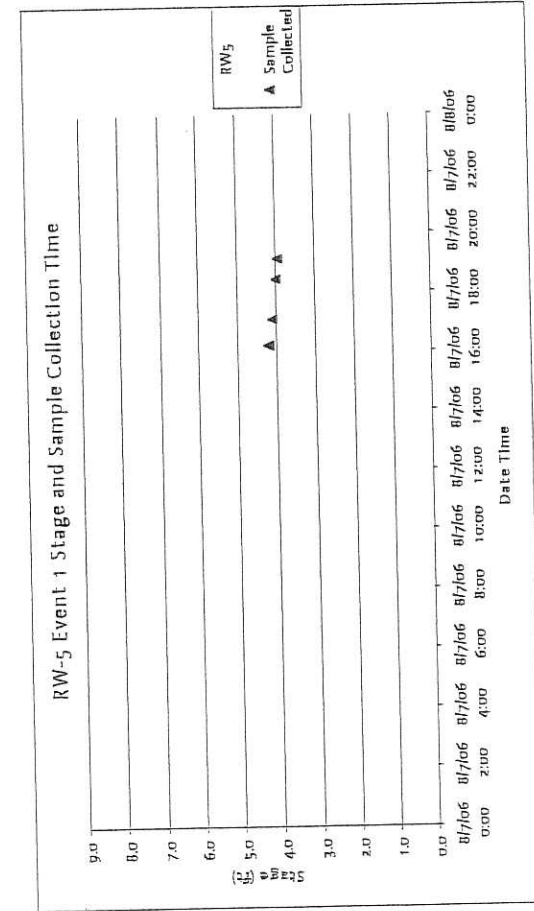 RW-5 Event 1 Stage and Sample Collection Time
9.0
8.0
7.0
6.0
5.0
4.0
3.0
2.0
1.0
0.0
Stage (ft)
8/7/06 8/7/06 8/7/06 8/7/06 8/7/06 8/7/06 8/7/06 8/7/06 8/7/06 8/7/06 8/7/06 8/7/06 8/8/06
0:00 2:00 4:00 6:00 8:00 10:00 12:00 14:00 16:00 18:00 20:00 22:00 0:00
Date Time
RW5
Sample
Collected